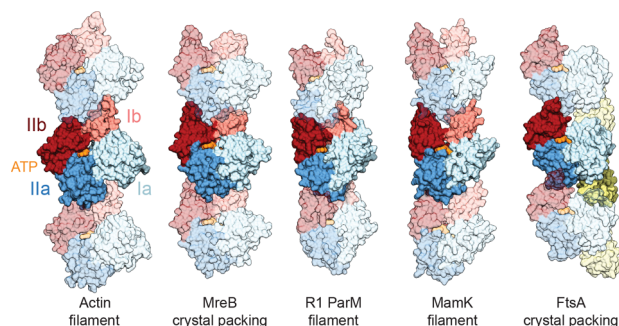 IIb
Ib
ATP
IIa
Ia
Actin
filament
MreB
crystal packing
R1 ParM
filament
MamK
filament
FtsA
crystal packing